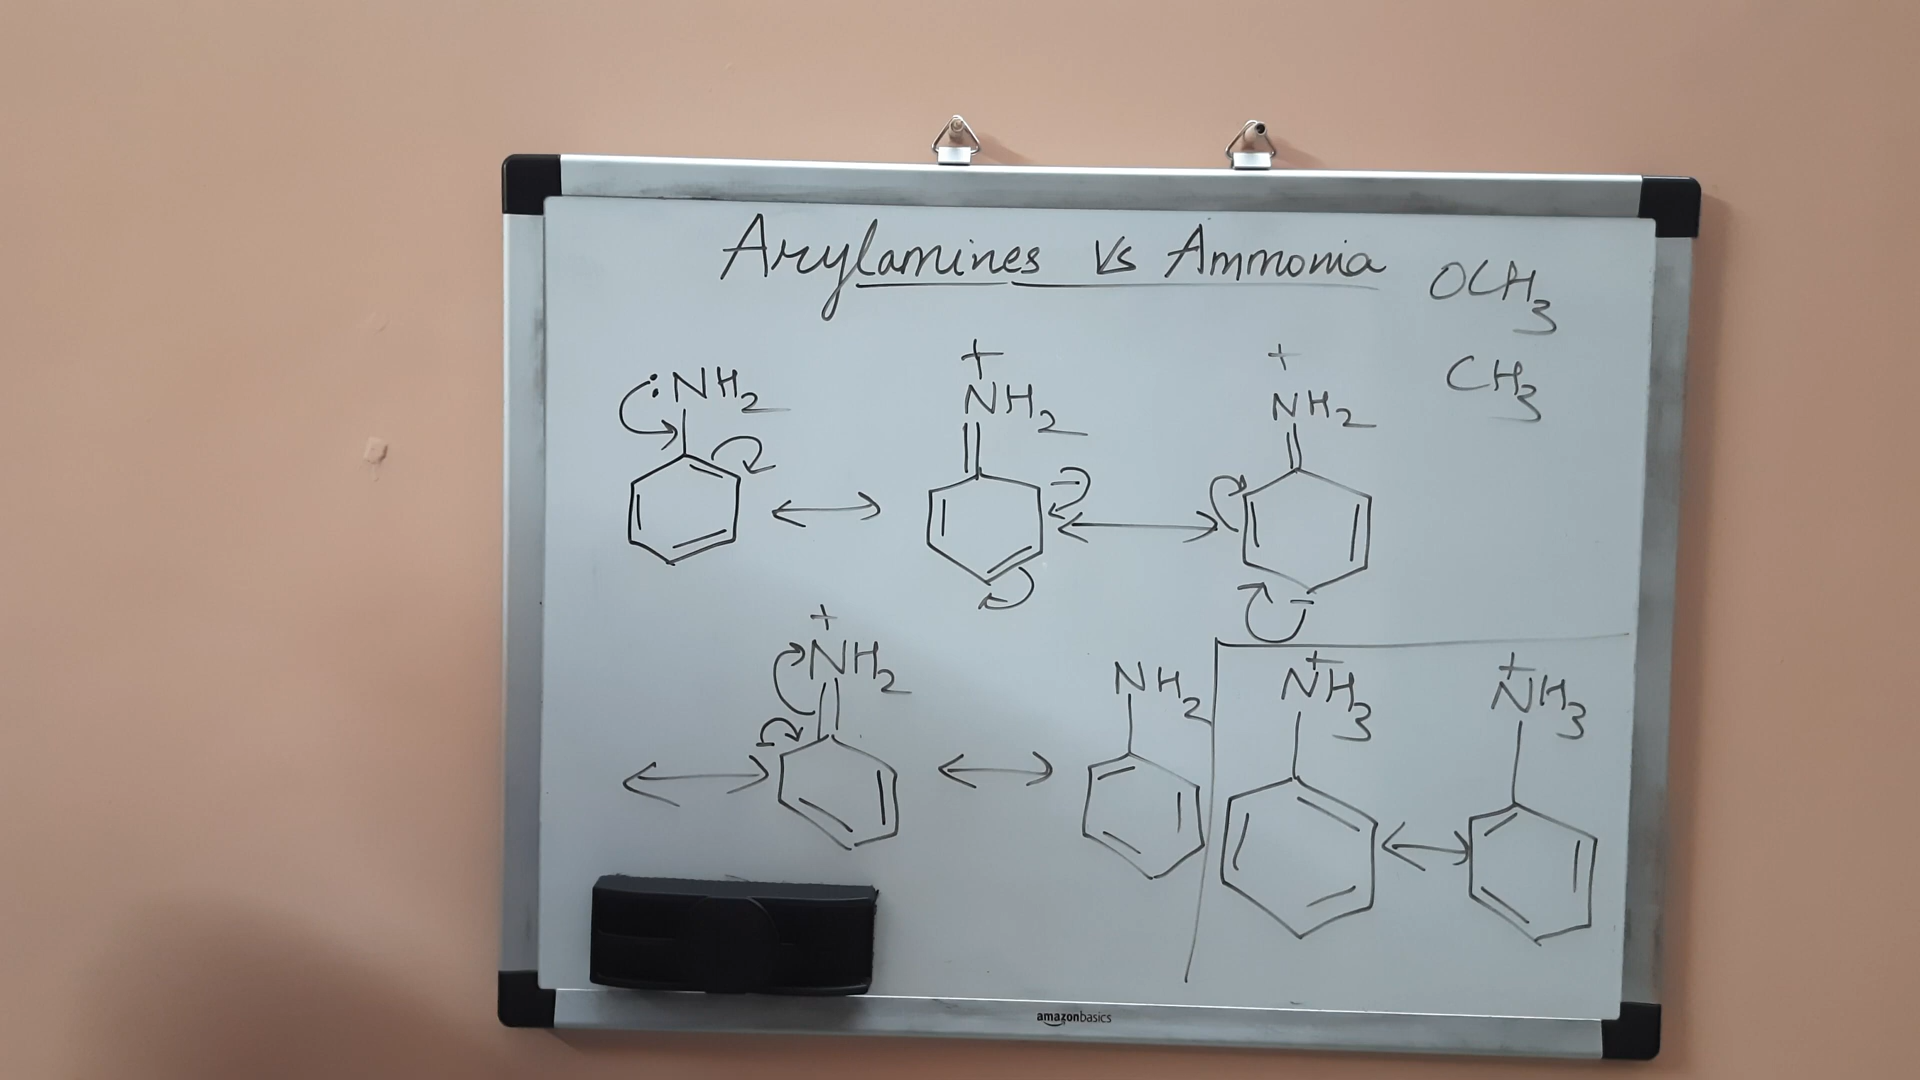 Arylamines Vs Ammonia
OCH3
CH3
:NH2
+
NH2
+
NH2
+
NH2
NH2
+
NH3
+
NH3
amazonbasics